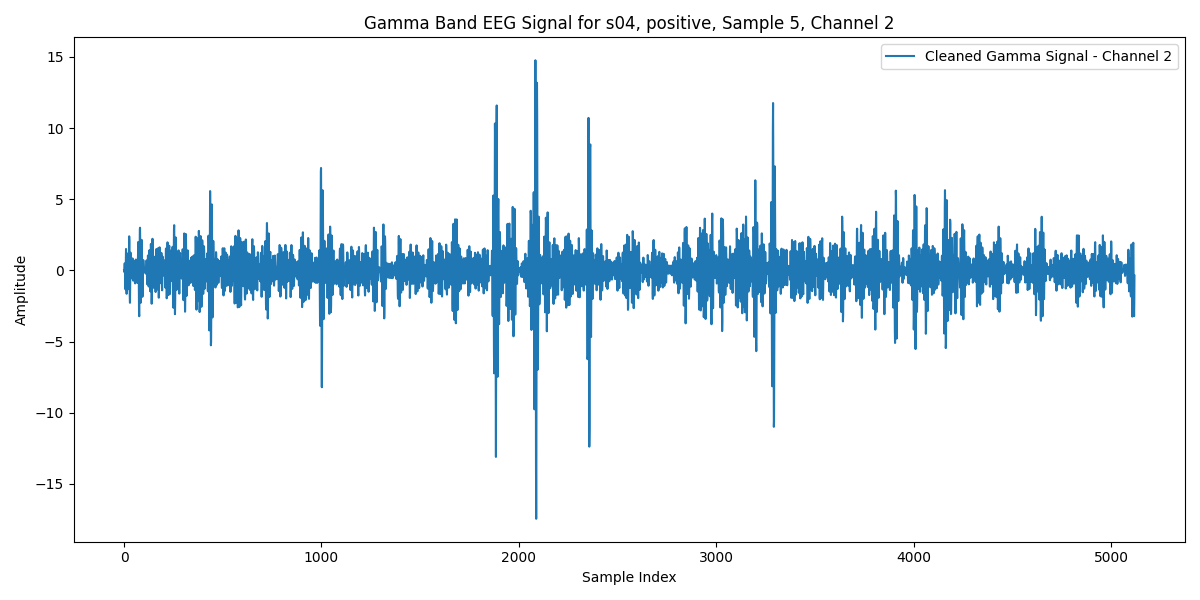 Gamma Band EEG Signal for s04, positive, Sample 5, Channel 2
Cleaned Gamma Signal - Channel 2
Amplitude
15
10
5
0
−5
−10
−15
0 1000 2000 3000 4000 5000
Sample Index